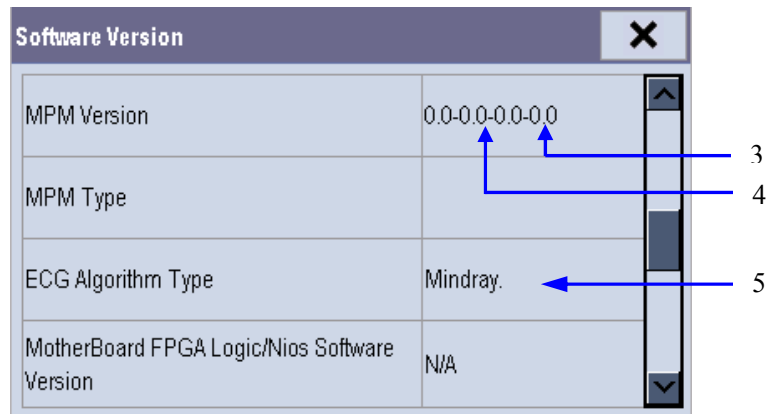 Software Version
MPM Version 0.0-0.0-0.0-0.0
3
4
MPM Type
ECG Algorithm Type Mindray. 5
MotherBoard FPGA Logic/Nios Software
Version
N/A